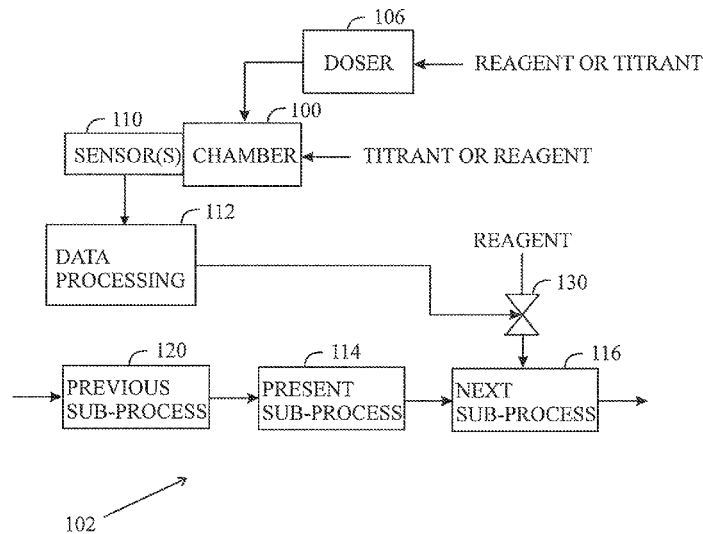 106
DOSER
REAGENT OR TITRANT
100
110
SENSOR(S)
CHAMBER
TITRANT OR REAGENT
112
DATA
PROCESSING
REAGENT
130
120
PREVIOUS
SUB-PROCESS
114
PRESENT
SUB-PROCESS
116
NEXT
SUB-PROCESS
102